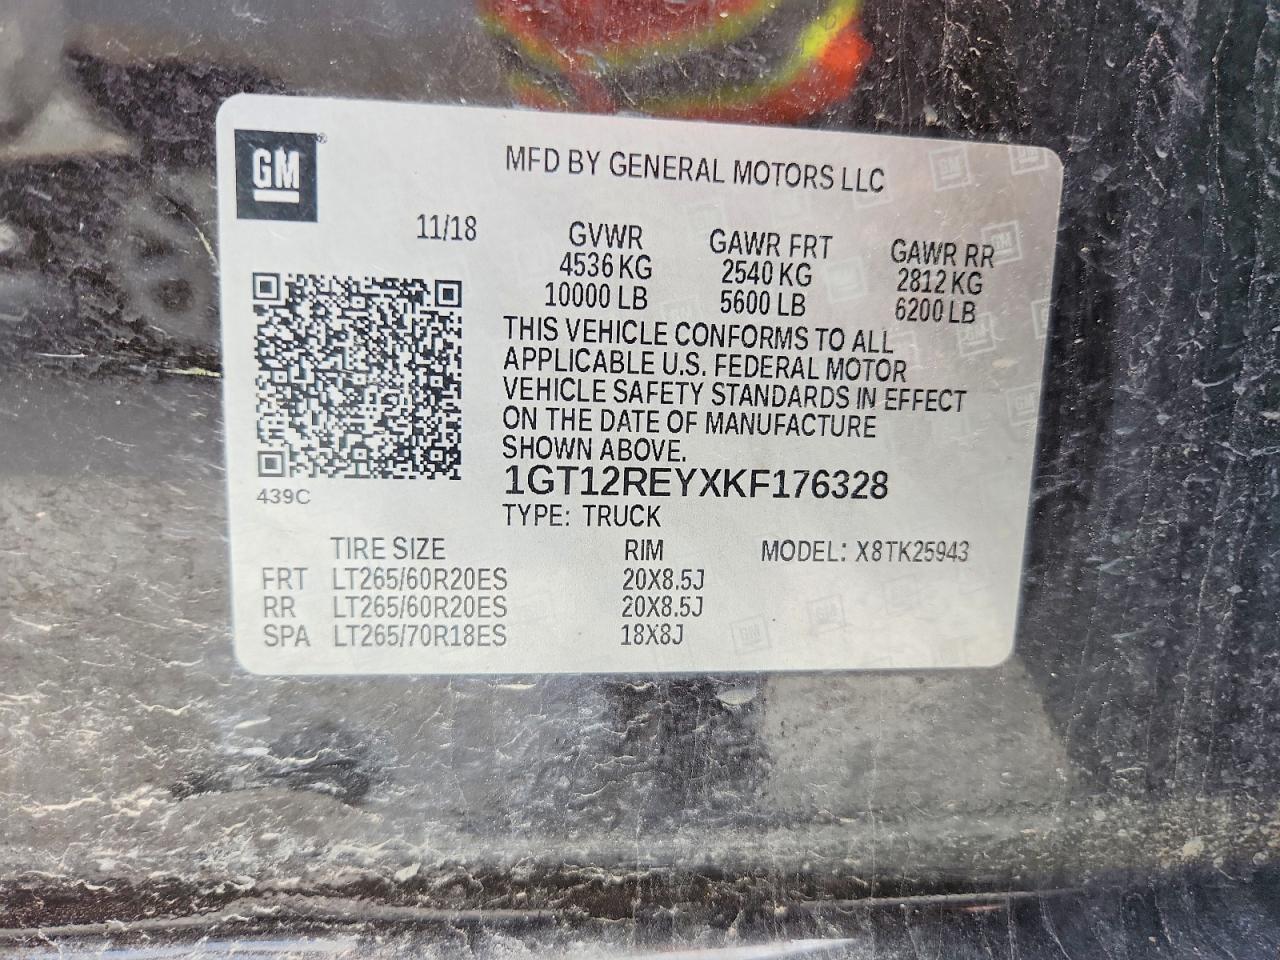 GM
MFD BY GENERAL MOTORS LLC
11/18 GVWR GAWR FRT GAWR RR
4536 KG 2540 KG 2812 KG
10000 LB 5600 LB 6200 LB
THIS VEHICLE CONFORMS TO ALL
APPLICABLE U.S. FEDERAL MOTOR
VEHICLE SAFETY STANDARDS IN EFFECT
ON THE DATE OF MANUFACTURE
SHOWN ABOVE.
439C
1GT12REYXKF176328
TYPE: TRUCK
TIRE SIZE RIM MODEL: X8TK25943
FRT LT265/60R20ES 20X8.5J
RR LT265/60R20ES 20X8.5J
SPA LT265/70R18ES 18X8J